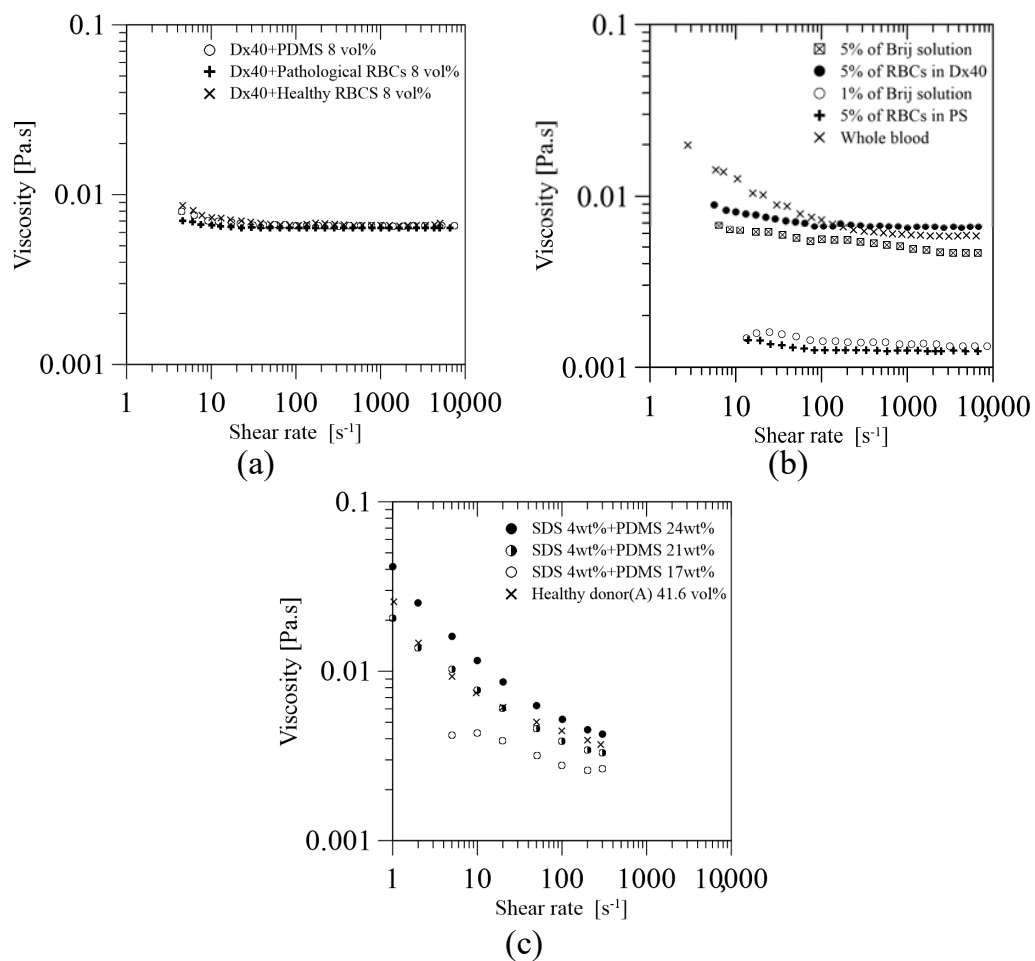 0.1
Dx40+PDMS 8 vol%
Dx40+Pathological RBCs 8 vol%
Dx40+Healthy RBCS 8 vol%
Viscosity [Pa.s]
0.01
0.001
1 10 100 1000 10,000
Shear rate [s-1]
(a)
0.1
5% of Brij solution
5% of RBCs in Dx40
1% of Brij solution
5% of RBCs in PS
Whole blood
Viscosity [Pa.s]
0.01
0.001
1 10 100 1000 10,000
Shear rate [s-1]
(b)
0.1
SDS 4wt%+PDMS 24wt%
SDS 4wt%+PDMS 21wt%
SDS 4wt%+PDMS 17wt%
Healthy donor(A) 41.6 vol%
Viscosity [Pa.s]
0.01
0.001
1 10 100 1000 10,000
Shear rate [s-1]
(c)